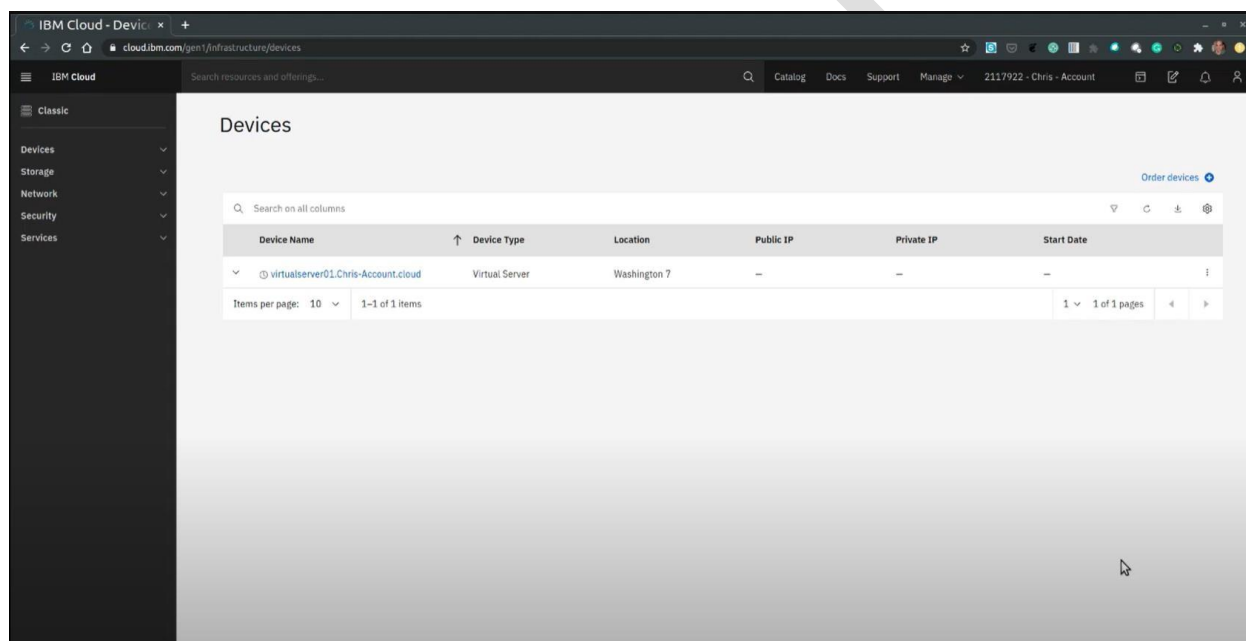 IBM Cloud - Devic × +
cloud.ibm.com/gen1/infrastructure/devices
IBM Cloud Search resources and offerings... Catalog Docs Support Manage 2117922 - Chris - Account
Classic
Devices
Storage
Network
Security
Services
Devices
Order devices
Search on all columns
Device Name Device Type Location Public IP Private IP Start Date
virtualserver01.Chris-Account.cloud Virtual Server Washington 7 – – –
Items per page: 10 1–1 of 1 items 1 1 of 1 pages